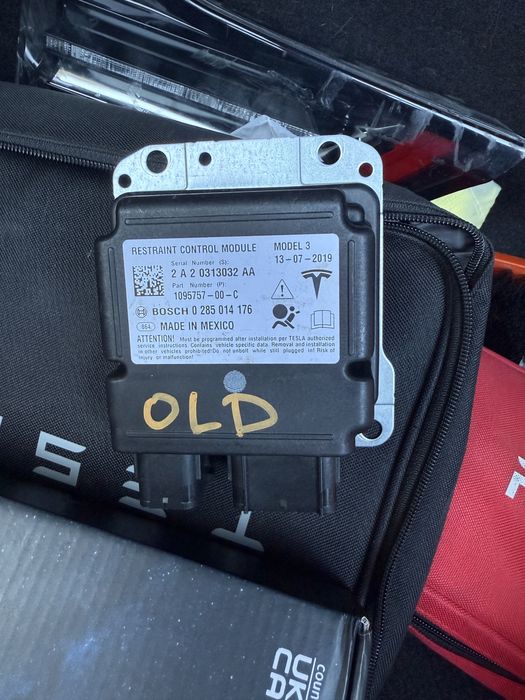 RESTRAINT CONTROL MODULE MODEL 3
Serial Number (S): 13-07-2019
2 A 2 0313032 AA
Part Number (P):
1095757-00-C
BOSCH 0 285 014 176
864 MADE IN MEXICO
ATTENTION! Must be programmed after installation per TESLA authorized
service instructions. Contains vehicle specific data. Removal and installation
in other vehicles prohibited! Do not unbolt while still plugged in! Risk of
injury or malfunction!
OLD
UK
CA